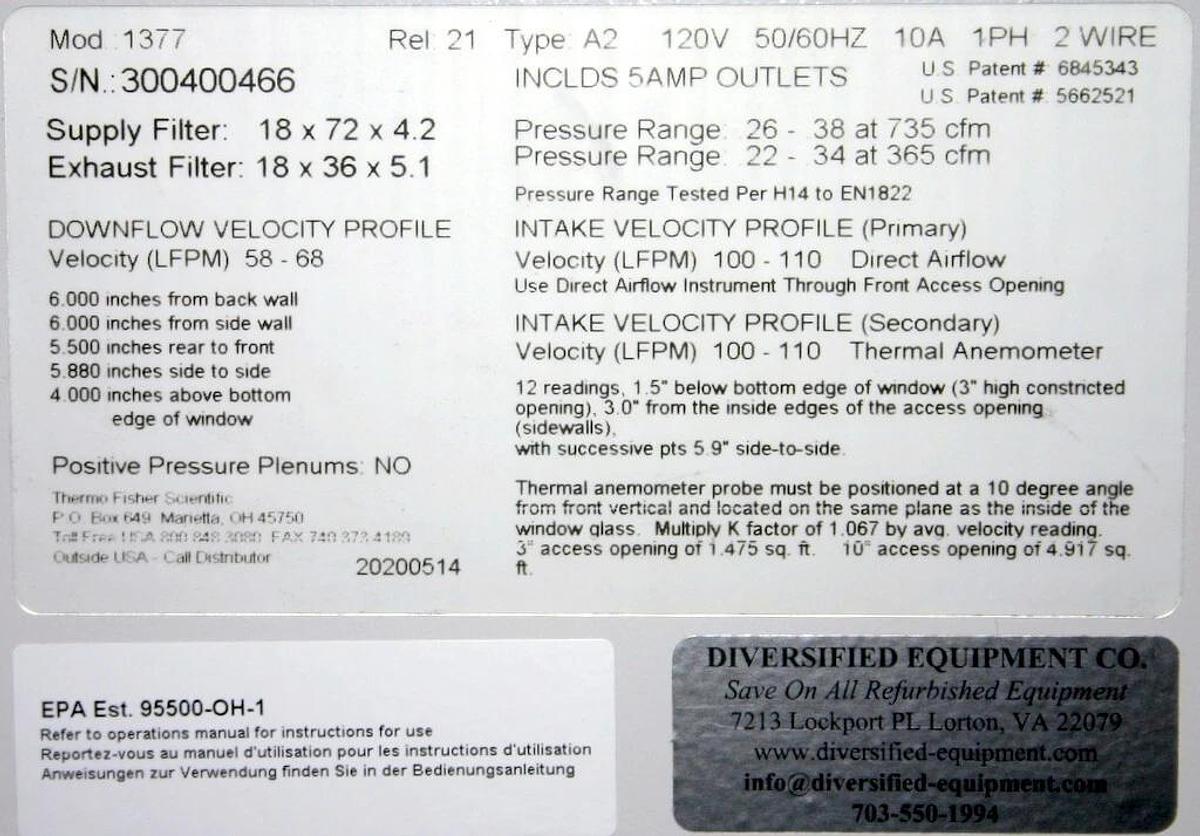 Mod.:1377 Rel: 21 Type: A2 120V 50/60HZ 10A 1PH 2 WIRE
S/N.:300400466 INCLDS 5AMP OUTLETS U.S. Patent #: 6845343
U.S. Patent #: 5662521
Supply Filter: 18 x 72 x 4.2
Exhaust Filter: 18 x 36 x 5.1
Pressure Range: 26 - 38 at 735 cfm
Pressure Range: 22 - 34 at 365 cfm
Pressure Range Tested Per H14 to EN1822
DOWNFLOW VELOCITY PROFILE
Velocity (LFPM) 58 - 68
6.000 inches from back wall
6.000 inches from side wall
5.500 inches rear to front
5.880 inches side to side
4.000 inches above bottom
edge of window
Positive Pressure Plenums: NO
Thermo Fisher Scientific
P.O. Box 649 Marietta, OH 45750
Toll Free USA 800 848 3080 FAX 740 373 4189
Outside USA - Call Distributor
20200514
INTAKE VELOCITY PROFILE (Primary)
Velocity (LFPM) 100 - 110 Direct Airflow
Use Direct Airflow Instrument Through Front Access Opening
INTAKE VELOCITY PROFILE (Secondary)
Velocity (LFPM) 100 - 110 Thermal Anemometer
12 readings, 1.5" below bottom edge of window (3" high constricted
opening), 3.0" from the inside edges of the access opening
(sidewalls),
with successive pts 5.9" side-to-side.
Thermal anemometer probe must be positioned at a 10 degree angle
from front vertical and located on the same plane as the inside of the
window glass. Multiply K factor of 1.067 by avg. velocity reading.
3" access opening of 1.475 sq. ft. 10" access opening of 4.917 sq.
ft.
EPA Est. 95500-OH-1
Refer to operations manual for instructions for use
Reportez-vous au manuel d'utilisation pour les instructions d'utilisation
Anweisungen zur Verwendung finden Sie in der Bedienungsanleitung
DIVERSIFIED EQUIPMENT CO.
Save On All Refurbished Equipment
7213 Lockport PL Lorton, VA 22079
www.diversified-equipment.com
info@diversified-equipment.com
703-550-1994